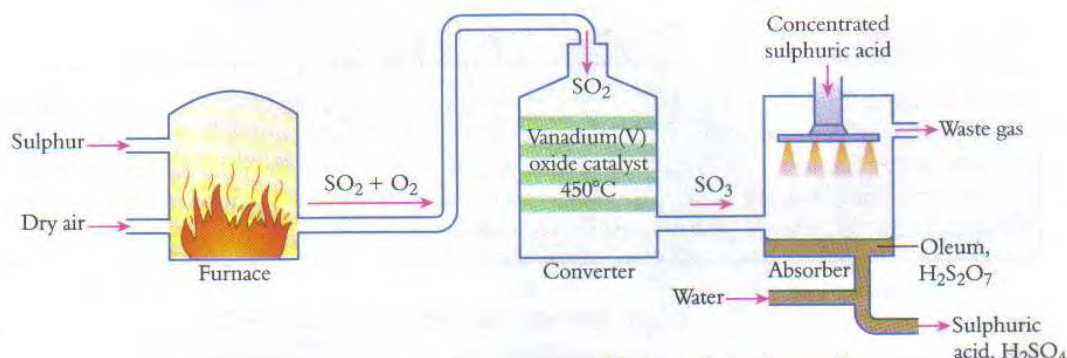 Concentrated
sulphuric acid
SO₂
Sulphur
Vanadium(V)
oxide catalyst
450°C
Waste gas
SO₂ + O₂
SO₃
Dry air
Furnace
Converter
Absorber
Oleum,
H₂S₂O₇
Water
Sulphuric
acid, H₂SO₄